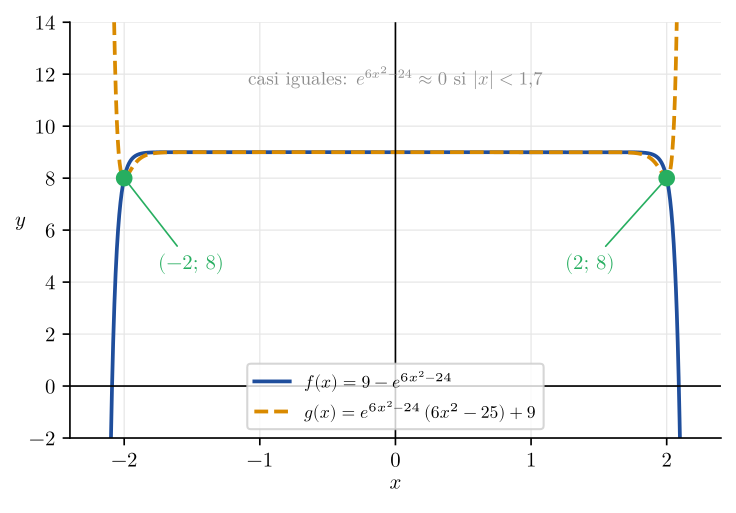 14
casi iguales: $e^{6x^2-24} \approx 0$ si $|x| < 1{,}7$
12
10
8
6
y
(−2; 8)
(2; 8)
4
2
$f(x) = 9 - e^{6x^2-24}$
0
$g(x) = e^{6x^2-24}\,(6x^2 - 25) + 9$
−2
−2 −1 0 1 2
x